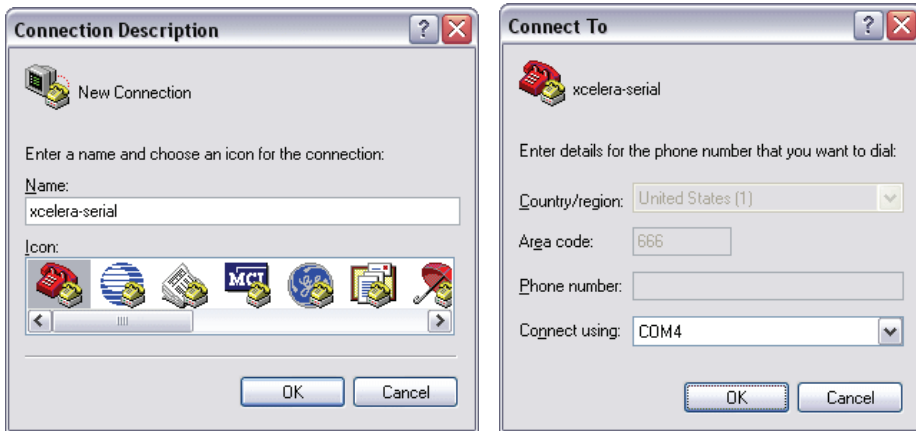 Connection Description
New Connection
Enter a name and choose an icon for the connection:
Name:
xcelera-serial
Icon:
MCI
OK Cancel
Connect To
xcelera-serial
Enter details for the phone number that you want to dial:
Country/region: United States (1)
Area code: 666
Phone number:
Connect using: COM4
OK Cancel